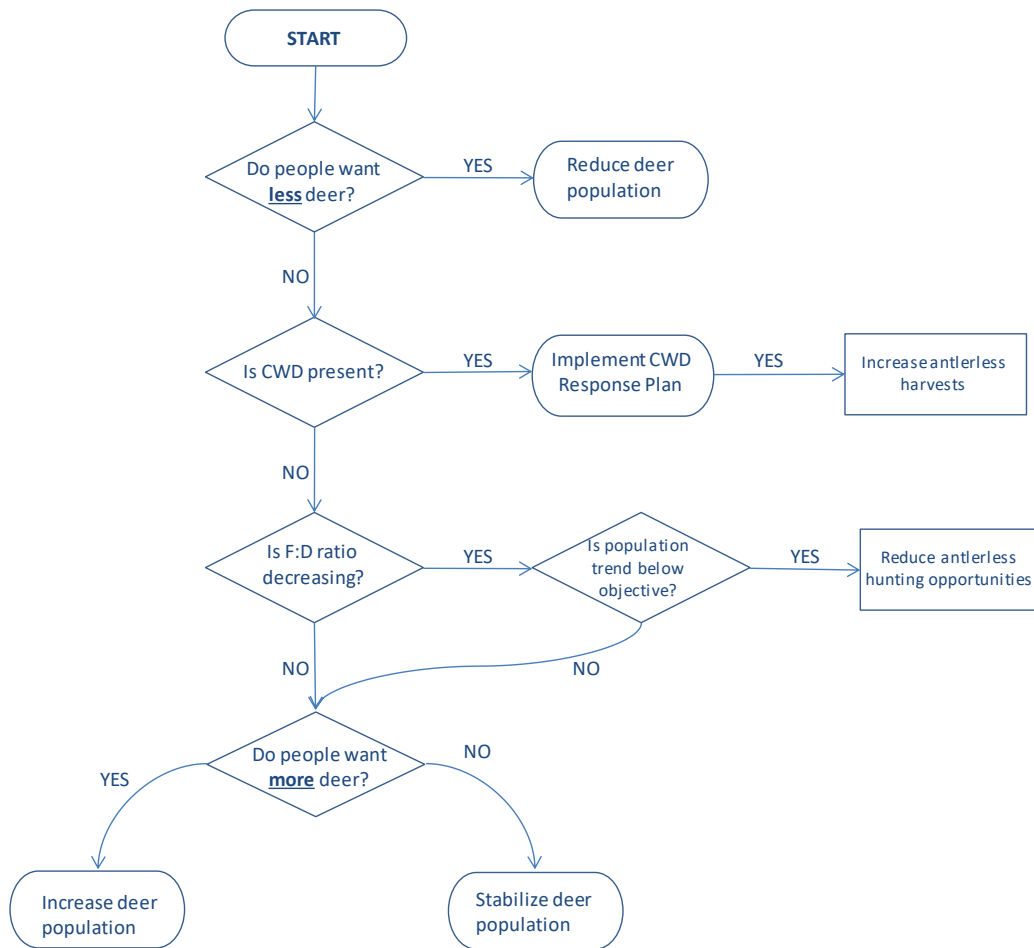 START
Do people want
less deer?
YES
Reduce deer
population
NO
Is CWD present?
YES
Implement CWD
Response Plan
YES
Increase antlerless
harvests
NO
Is F:D ratio
decreasing?
YES
Is population
trend below
objective?
YES
Reduce antlerless
hunting opportunities
NO
NO
Do people want
more deer?
YES
NO
Increase deer
population
Stabilize deer
population